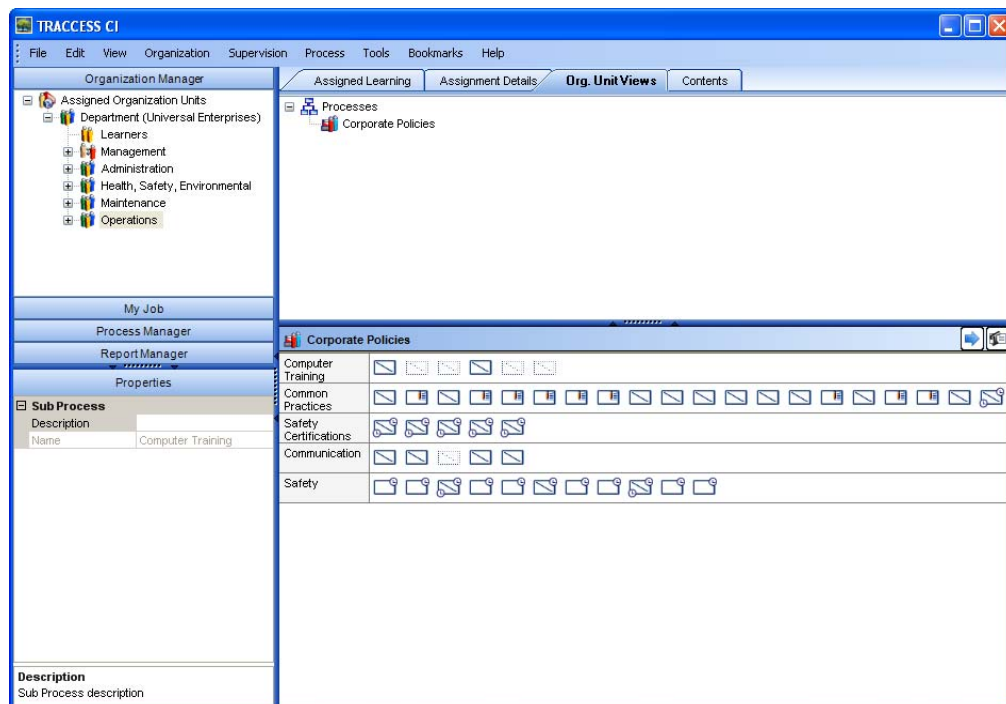 TRACCESS CI
File Edit View Organization Supervision Process Tools Bookmarks Help
Organization Manager
Assigned Organization Units
Department (Universal Enterprises)
Learners
Management
Administration
Health, Safety, Environmental
Maintenance
Operations
My Job
Process Manager
Report Manager
Properties
Sub Process
Description
Name Computer Training
Description
Sub Process description
Assigned Learning Assignment Details Org. Unit Views Contents
Processes
Corporate Policies
Corporate Policies
Computer
Training
Common
Practices
Safety
Certifications
Communication
Safety